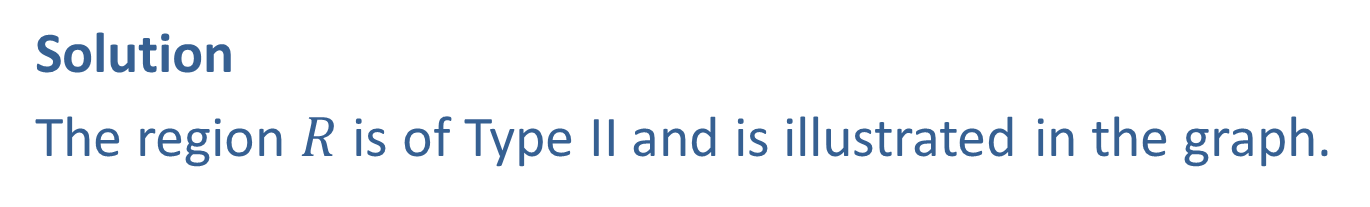 Solution
The region R is of Type II and is illustrated in the graph.